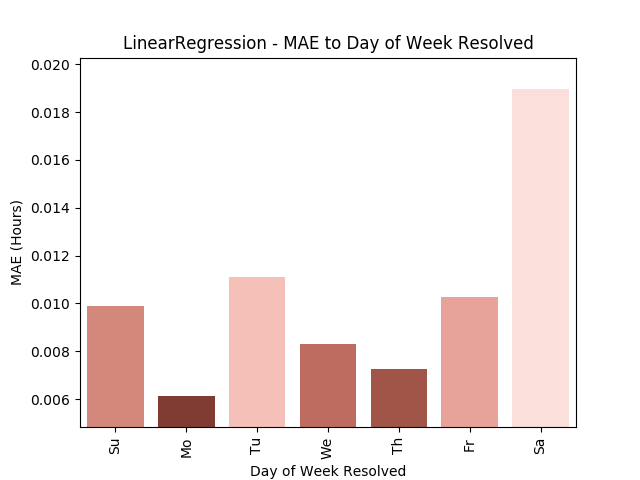 LinearRegression - MAE to Day of Week Resolved
0.020
0.018
0.016
0.014
0.012
0.010
0.008
0.006
MAE (Hours)
Su
Mo
Tu
We
Th
Fr
Sa
Day of Week Resolved